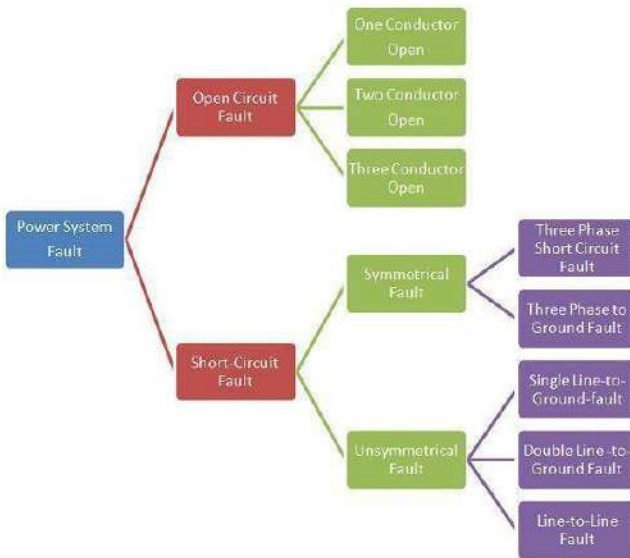 One Conductor
Open
Open Circuit
Fault
Two Conductor
Open
Three Conductor
Open
Power System
Fault
Three Phase
Short Circuit
Fault
Symmetrical
Fault
Three Phase to
Ground Fault
Short-Circuit
Fault
Single Line-to-
Ground-fault
Unsymmetrical
Fault
Double Line -to-
Ground Fault
Line-to-Line
Fault